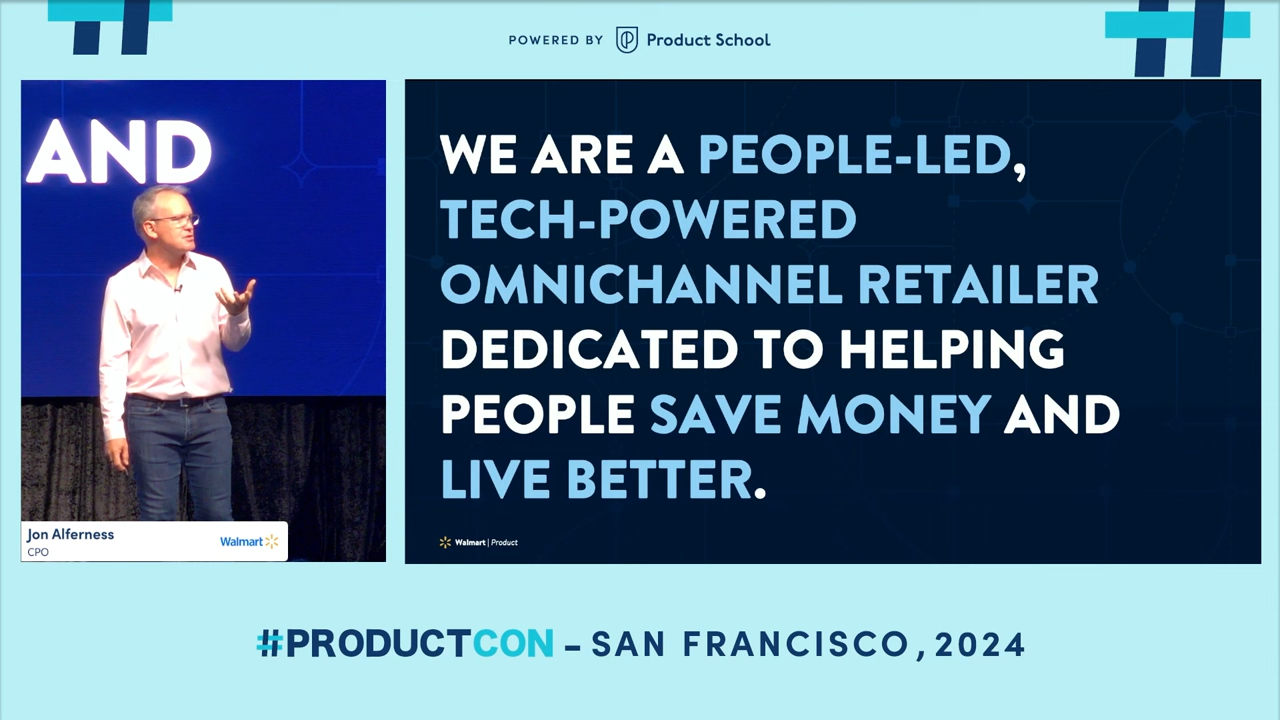 POWERED BY Product School
AND
WE ARE A PEOPLE-LED,
TECH-POWERED
OMNICHANNEL RETAILER
DEDICATED TO HELPING
PEOPLE SAVE MONEY AND
LIVE BETTER.
Jon Alferness
CPO
Walmart
Walmart | Product
#PRODUCTCON – SAN FRANCISCO, 2024